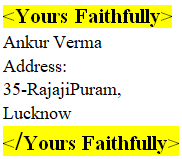 <Yours Faithfully>
Ankur Verma
Address:
35-RajajiPuram,
Lucknow
</Yours Faithfully>